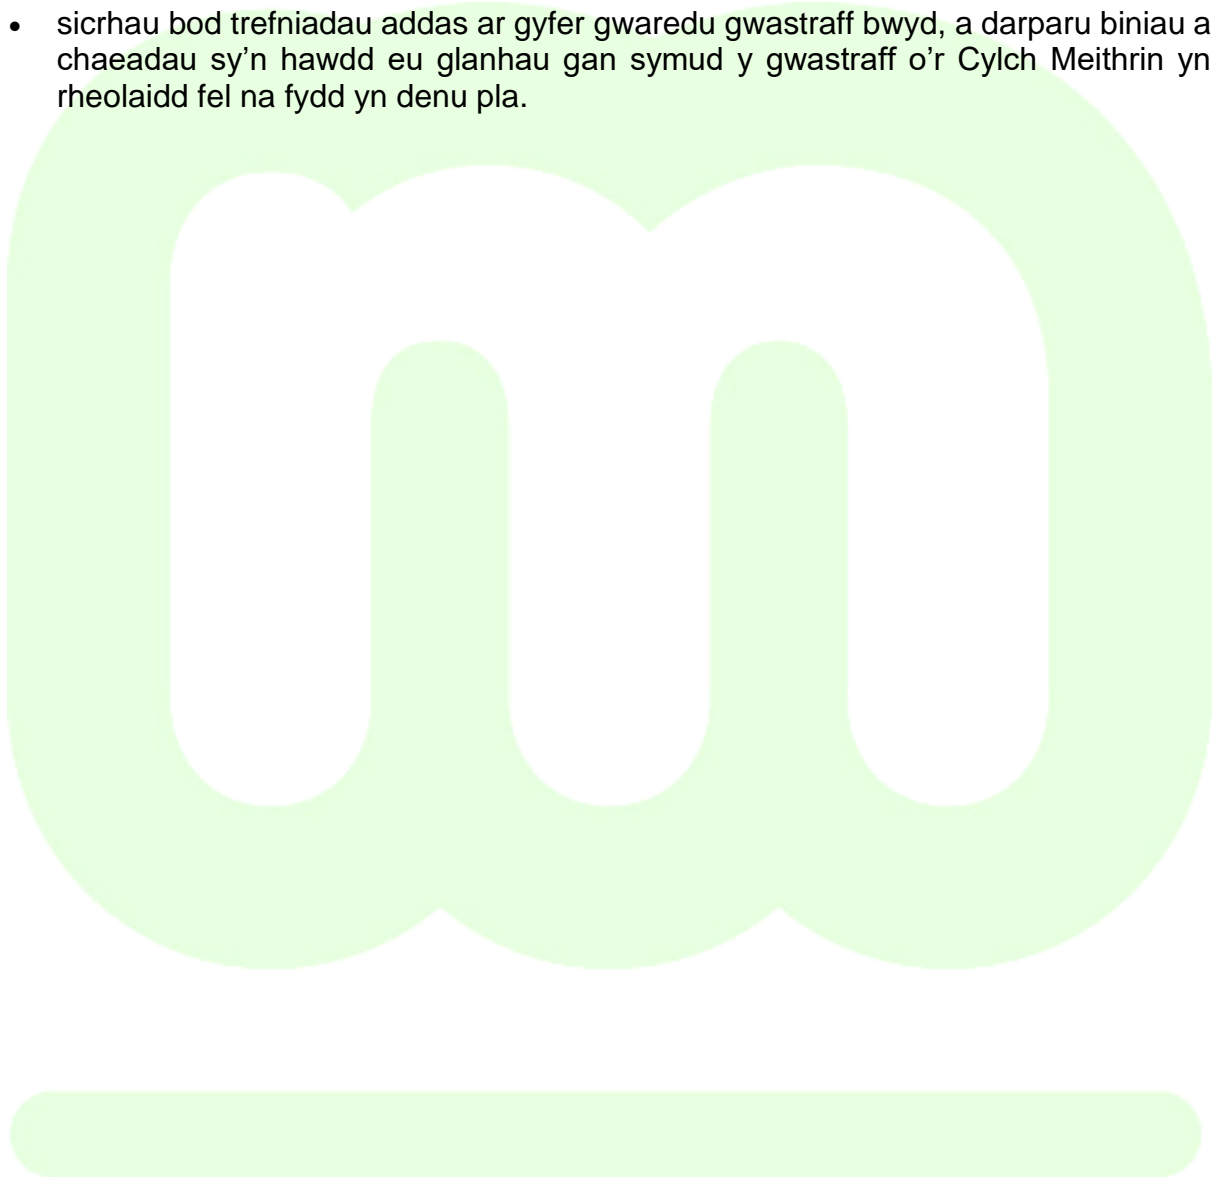 • sicrhau bod trefniadau addas ar gyfer gwaredu gwastraff bwyd, a darparu biniau a
chaeadau sy’n hawdd eu glanhau gan symud y gwastraff o’r Cylch Meithrin yn
rheolaidd fel na fydd yn denu pla.